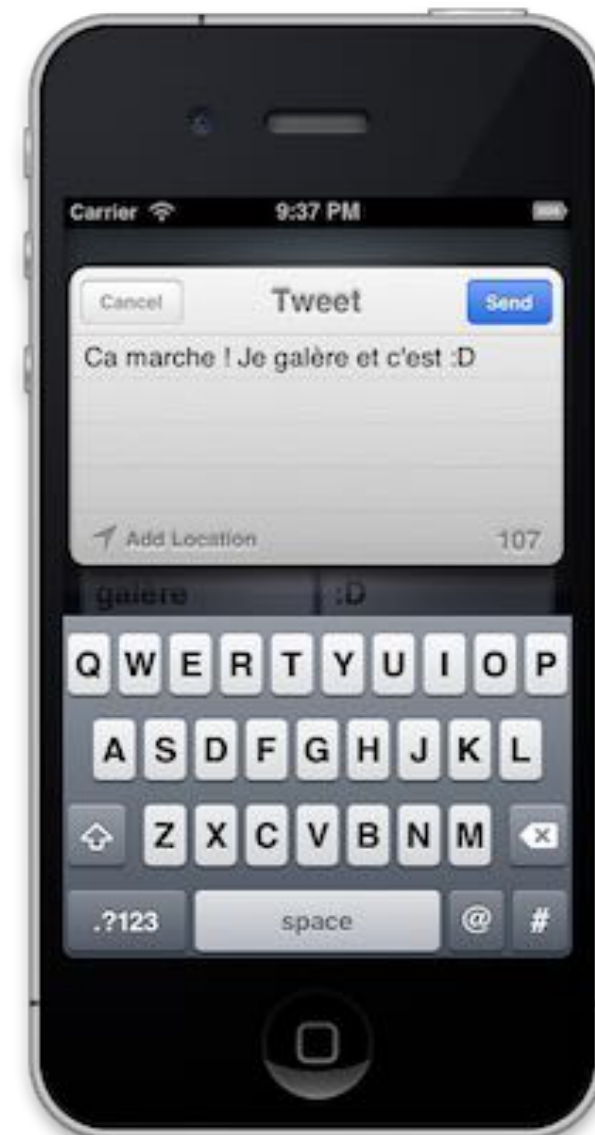 Carrier 9:37 PM
Cancel Tweet Send
Ca marche ! Je galère et c'est :D
Add Location 107
galère :D
Q W E R T Y U I O P
A S D F G H J K L
Z X C V B N M
.?123 space @ #